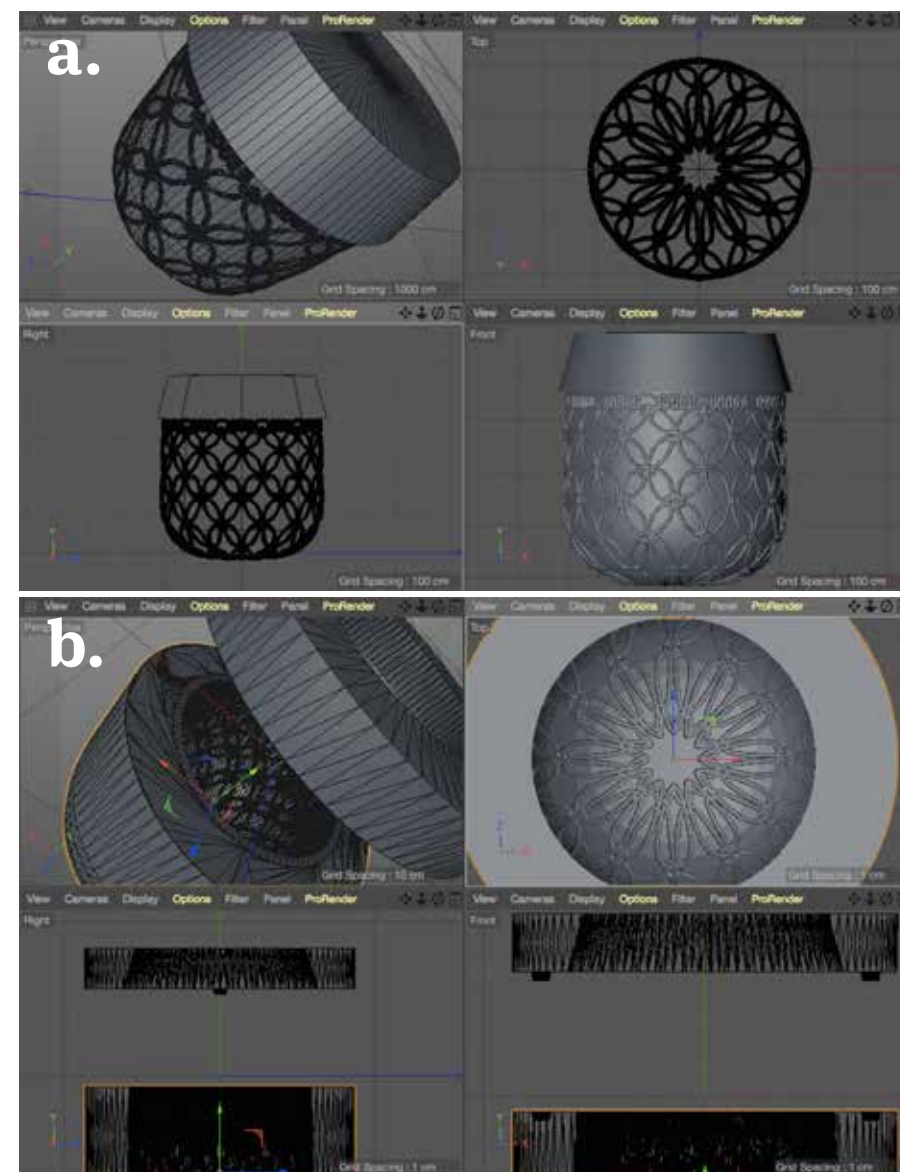 View Cameras Display Options Filter Panel ProRender
View Cameras Display Options Filter Panel ProRender
a.
Top
Grid Spacing : 1000 cm
Grid Spacing : 100 cm
View Cameras Display Options Filter Panel ProRender
View Cameras Display Options Filter Panel ProRender
Right
Front
Grid Spacing : 100 cm
Grid Spacing : 100 cm
View Cameras Display Options Filter Panel ProRender
View Cameras Display Options Filter Panel ProRender
b.
Top
Grid Spacing : 10 cm
View Cameras Display Options Filter Panel ProRender
View Cameras Display Options Filter Panel ProRender
Right
Front
Grid Spacing : 1 cm